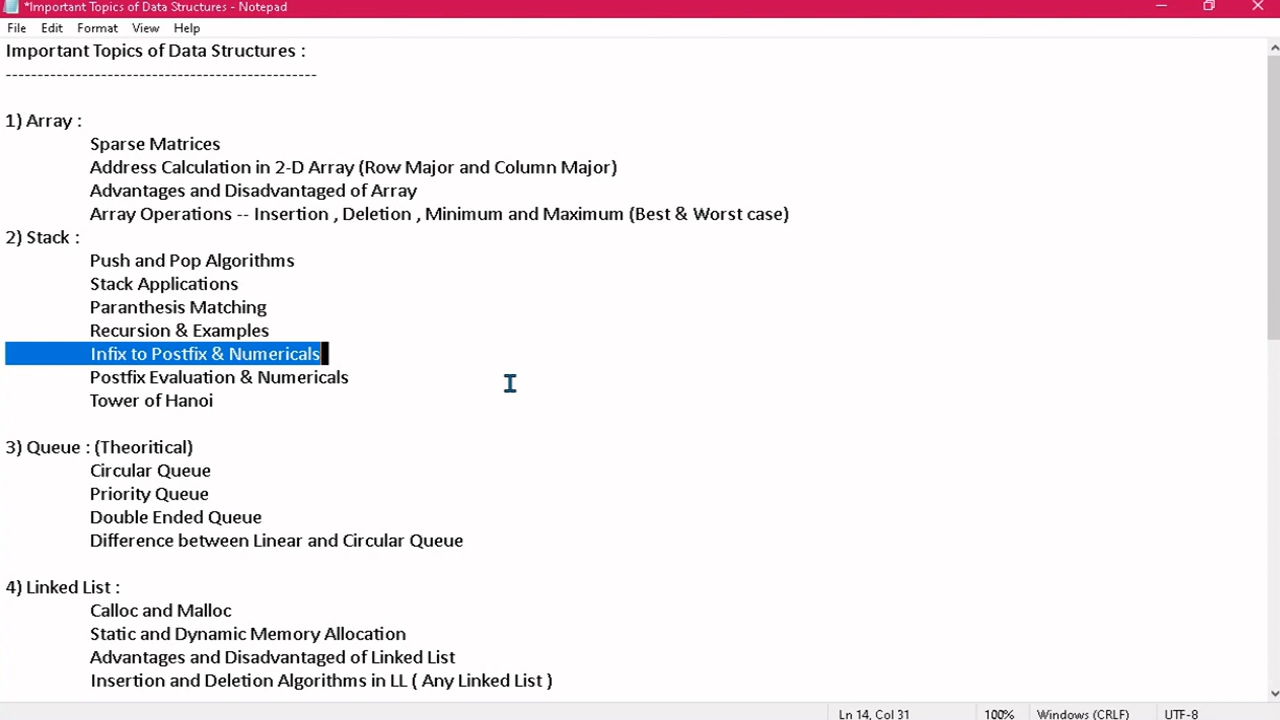 *Important Topics of Data Structures - Notepad
File Edit Format View Help
Important Topics of Data Structures :
-------------------------------------------------
1) Array :
Sparse Matrices
Address Calculation in 2-D Array (Row Major and Column Major)
Advantages and Disadvantaged of Array
Array Operations -- Insertion , Deletion , Minimum and Maximum (Best & Worst case)
2) Stack :
Push and Pop Algorithms
Stack Applications
Paranthesis Matching
Recursion & Examples
Infix to Postfix & Numericals
Postfix Evaluation & Numericals
Tower of Hanoi
3) Queue : (Theoritical)
Circular Queue
Priority Queue
Double Ended Queue
Difference between Linear and Circular Queue
4) Linked List :
Calloc and Malloc
Static and Dynamic Memory Allocation
Advantages and Disadvantaged of Linked List
Insertion and Deletion Algorithms in LL ( Any Linked List )
Ln 14, Col 31 100% Windows (CRLF) UTF-8